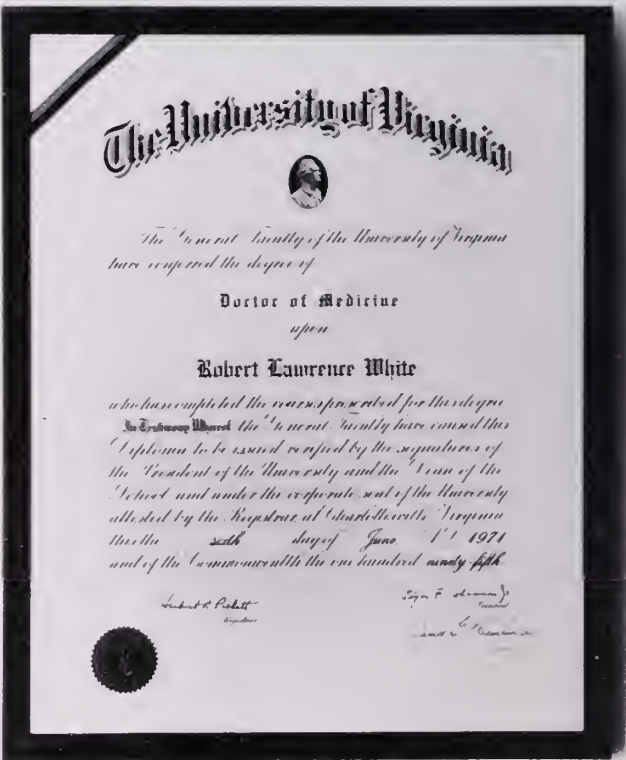 The University of Virginia
The General Faculty of the University of Virginia
have conferred the degree of
Doctor of Medicine
upon
Robert Lawrence White
who has completed the course prescribed for this degree
In Testimony Whereof the General Faculty have caused this
Diploma to be issued verified by the signatures of
the President of the University and the Dean of the
School and under the corporate seal of the University
attested by the Registrar at Charlottesville Virginia
this the sixth day of June A D 1971
and of the Commonwealth the one hundred ninety-fifth
Registrar
President